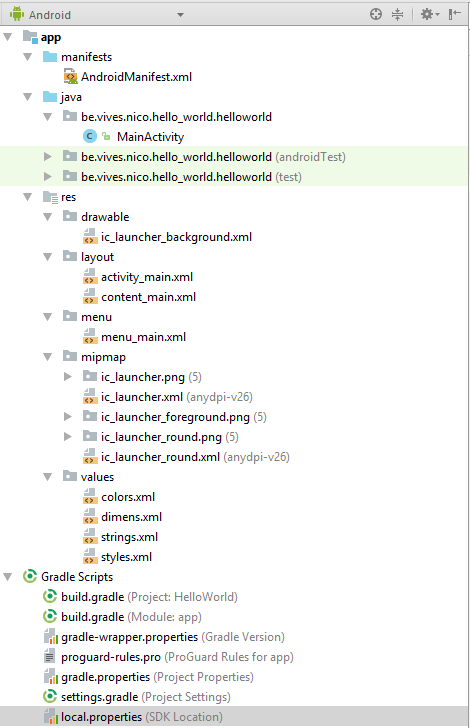 Android
app
manifests
AndroidManifest.xml
java
be.vives.nico.hello_world.helloworld
C MainActivity
be.vives.nico.hello_world.helloworld (androidTest)
be.vives.nico.hello_world.helloworld (test)
res
drawable
ic_launcher_background.xml
layout
activity_main.xml
content_main.xml
menu
menu_main.xml
mipmap
ic_launcher.png (5)
ic_launcher.xml (anydpi-v26)
ic_launcher_foreground.png (5)
ic_launcher_round.png (5)
ic_launcher_round.xml (anydpi-v26)
values
colors.xml
dimens.xml
strings.xml
styles.xml
Gradle Scripts
build.gradle (Project: HelloWorld)
build.gradle (Module: app)
gradle-wrapper.properties (Gradle Version)
proguard-rules.pro (ProGuard Rules for app)
gradle.properties (Project Properties)
settings.gradle (Project Settings)
local.properties (SDK Location)